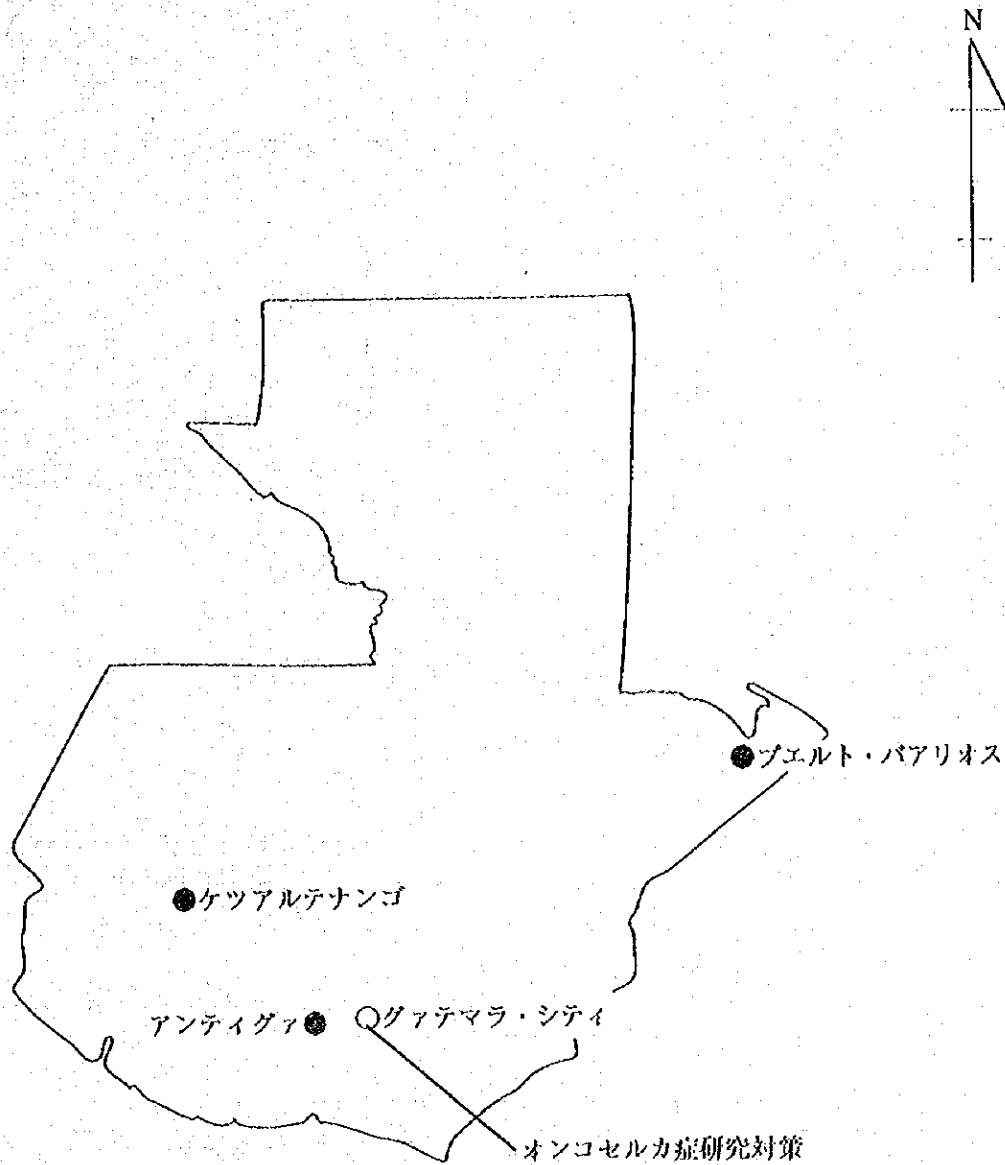 N
プエルト・バアリオス
ケツアルテナンゴ
アンティグァ
グァテマラ・シティ
オンコセルカ症研究対策